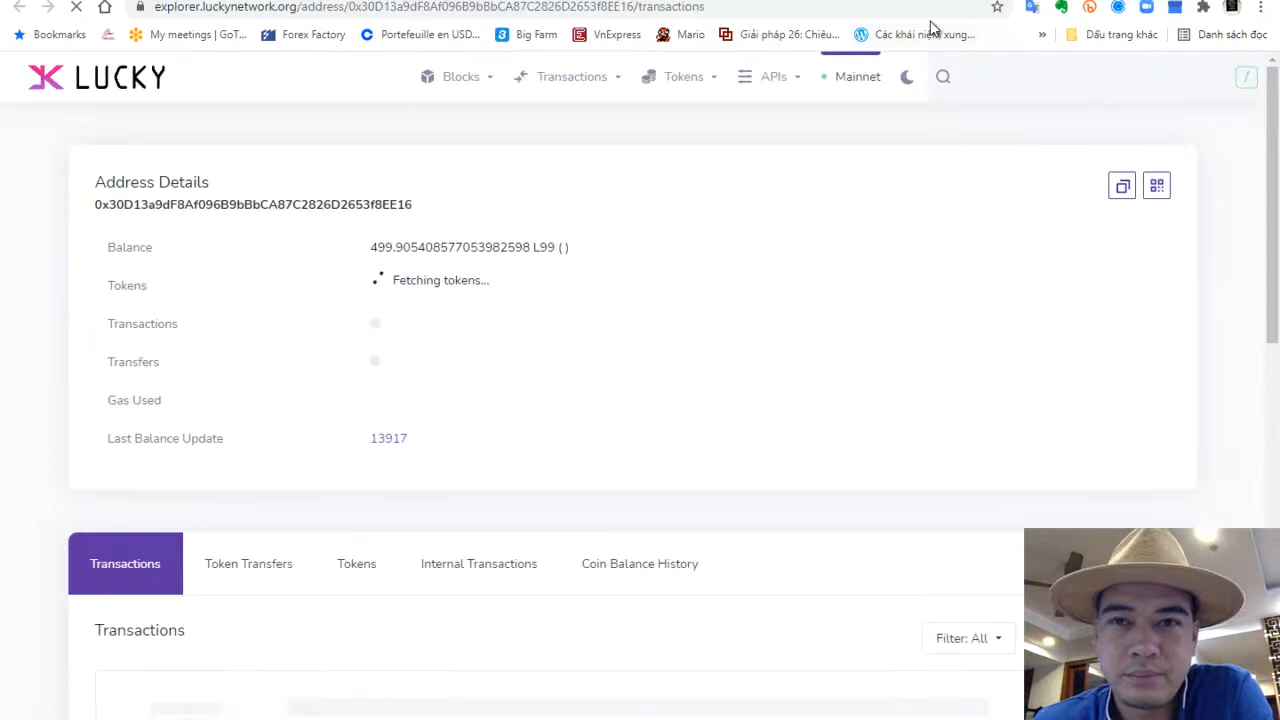 explorer.luckynetwork.org/address/0x30D13a9dF8Af096B9bBbCA87C2826D2653f8EE16/transactions
Bookmarks My meetings | GoT... Forex Factory Portefeuille en USD... Big Farm VnExpress Mario Giải pháp 26: Chiêu... Các khái niệm xung... » Dấu trang khác Danh sách đọc
LUCKY Blocks Transactions Tokens APIs Mainnet /
Address Details
0x30D13a9dF8Af096B9bBbCA87C2826D2653f8EE16
Balance 499.905408577053982598 L99 ( )
Tokens Fetching tokens...
Transactions
Transfers
Gas Used
Last Balance Update 13917
Transactions Token Transfers Tokens Internal Transactions Coin Balance History
Transactions
Filter: All